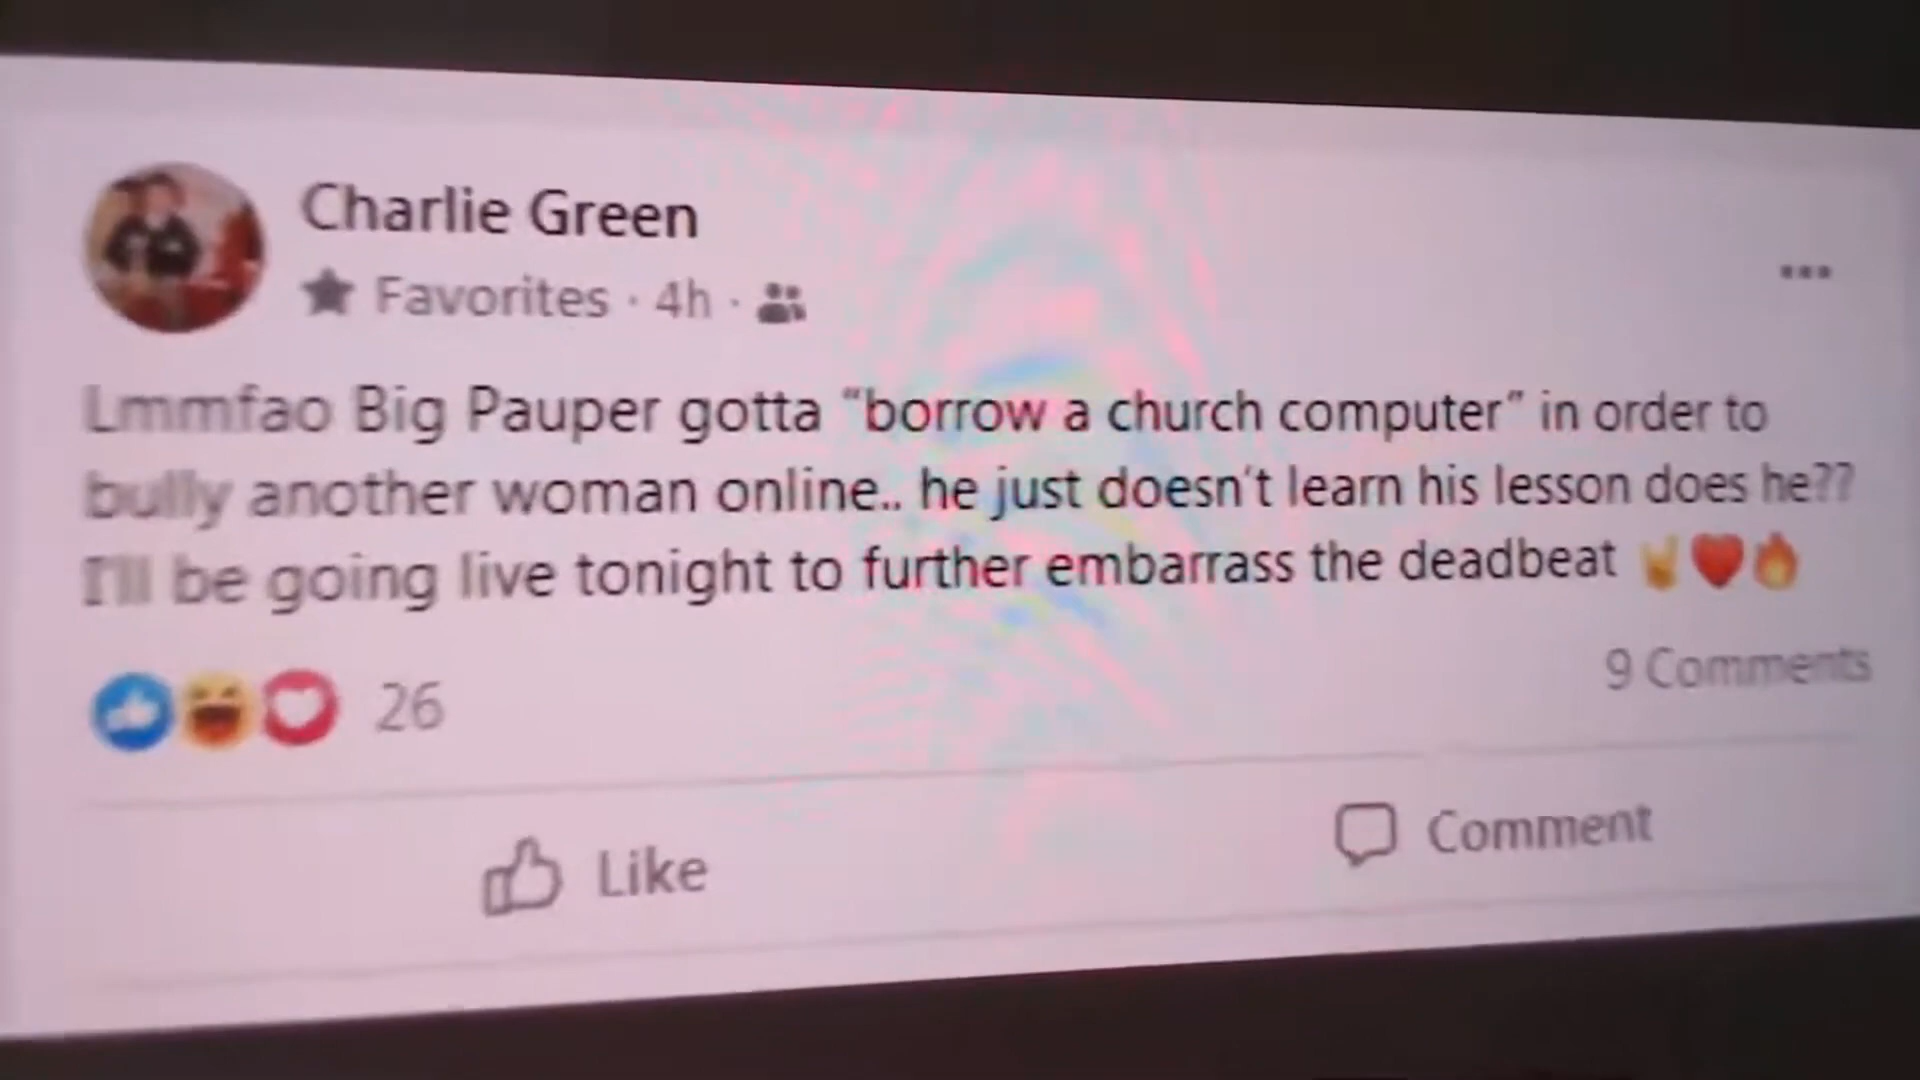 Charlie Green
Favorites · 4h ·
Lmmfao Big Pauper gotta “borrow a church computer” in order to
bully another woman online.. he just doesn’t learn his lesson does he??
I'll be going live tonight to further embarrass the deadbeat 🤘❤️🔥
26
9 Comments
Like
Comment